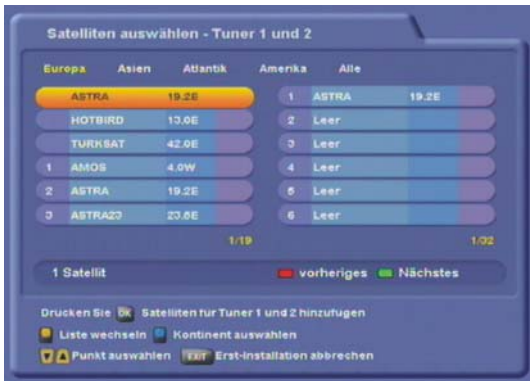 Satelliten auswählen - Tuner 1 und 2
Europa Asien Atlantik Amerika Alle
ASTRA 19.2E
HOTBIRD 13.0E
TURKSAT 42.0E
1 AMOS 4.0W
2 ASTRA 19.2E
3 ASTRA23 23.5E
1/19
1 ASTRA 19.2E
2 Leer
3 Leer
4 Leer
5 Leer
6 Leer
1/32
1 Satellit vorheriges Nächstes
Drücken Sie OK Satelliten für Tuner 1 und 2 hinzufügen
Liste wechseln Kontinent auswählen
Punkt auswählen EXIT Erst-Installation abbrechen